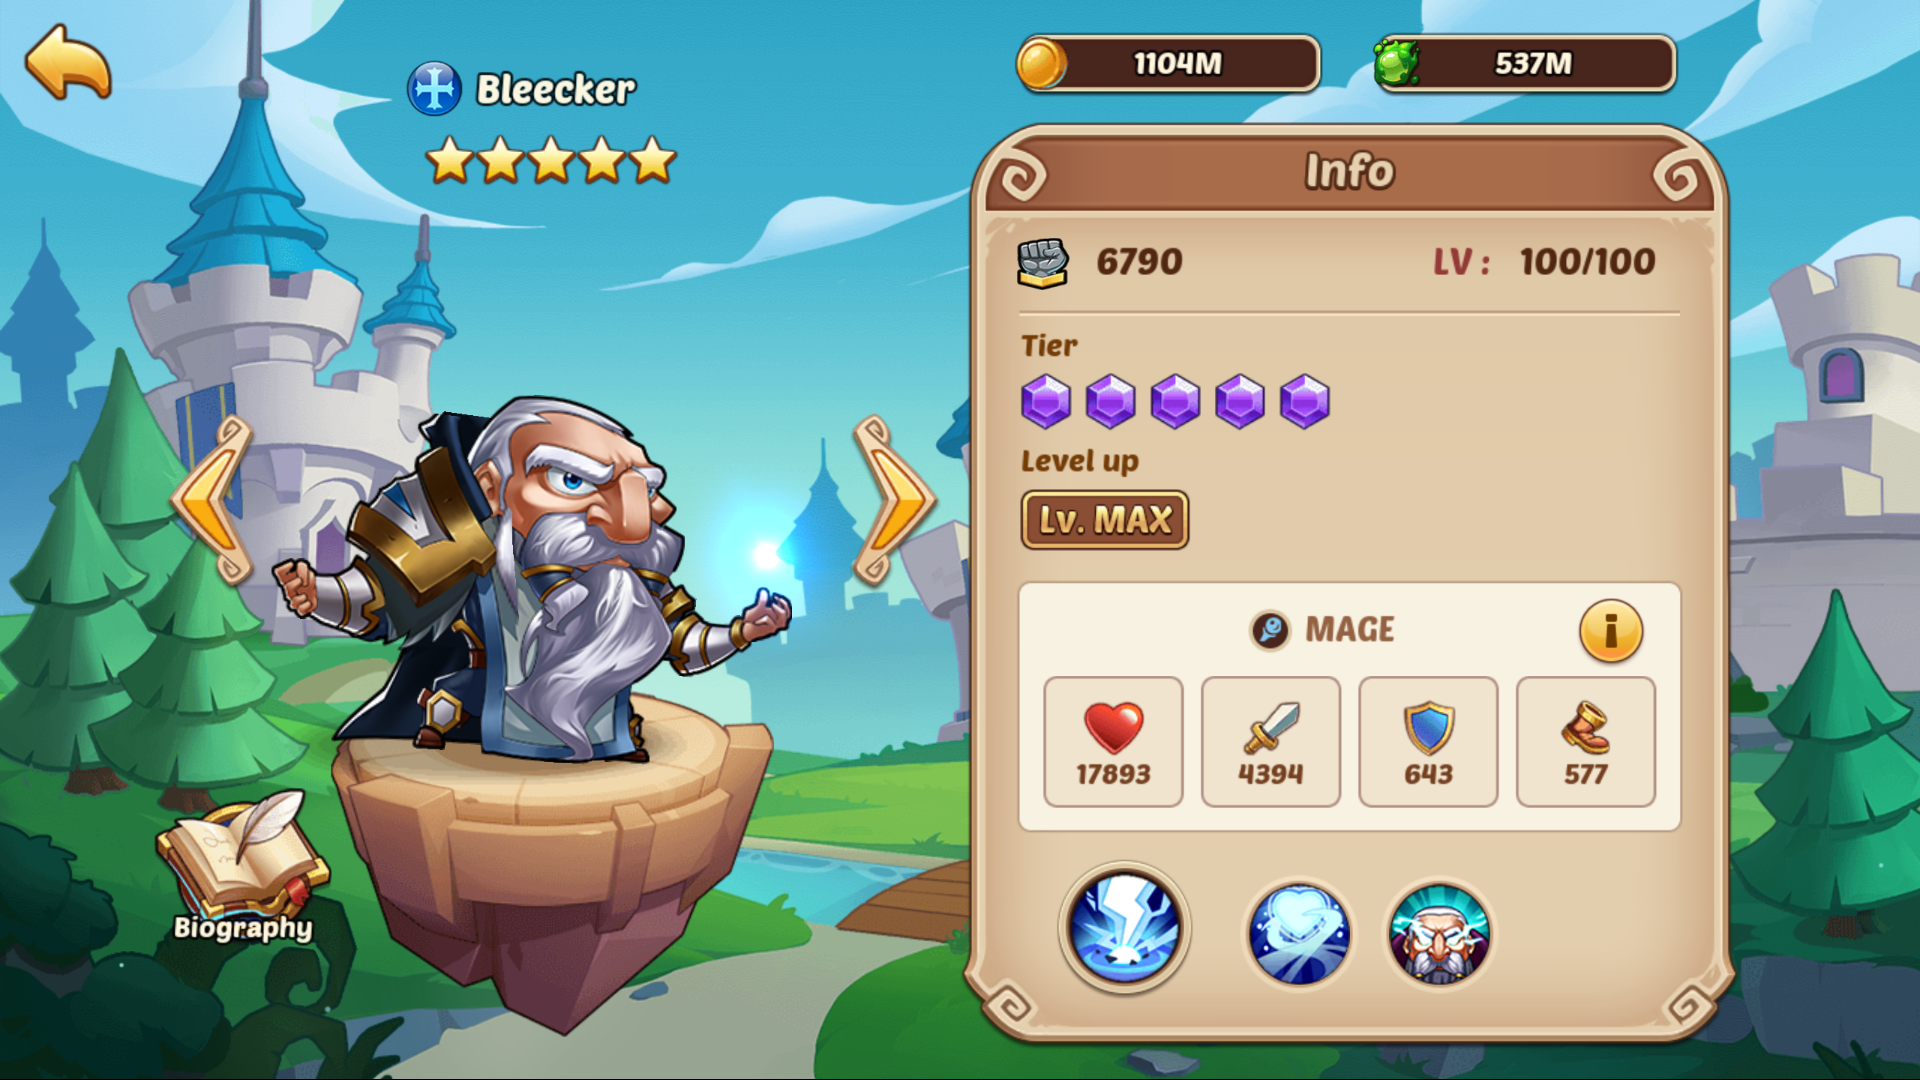 Bleecker
1104M
537M
Info
6790
LV : 100/100
Tier
Level up
Lv. MAX
MAGE
17893
4394
643
577
Biography